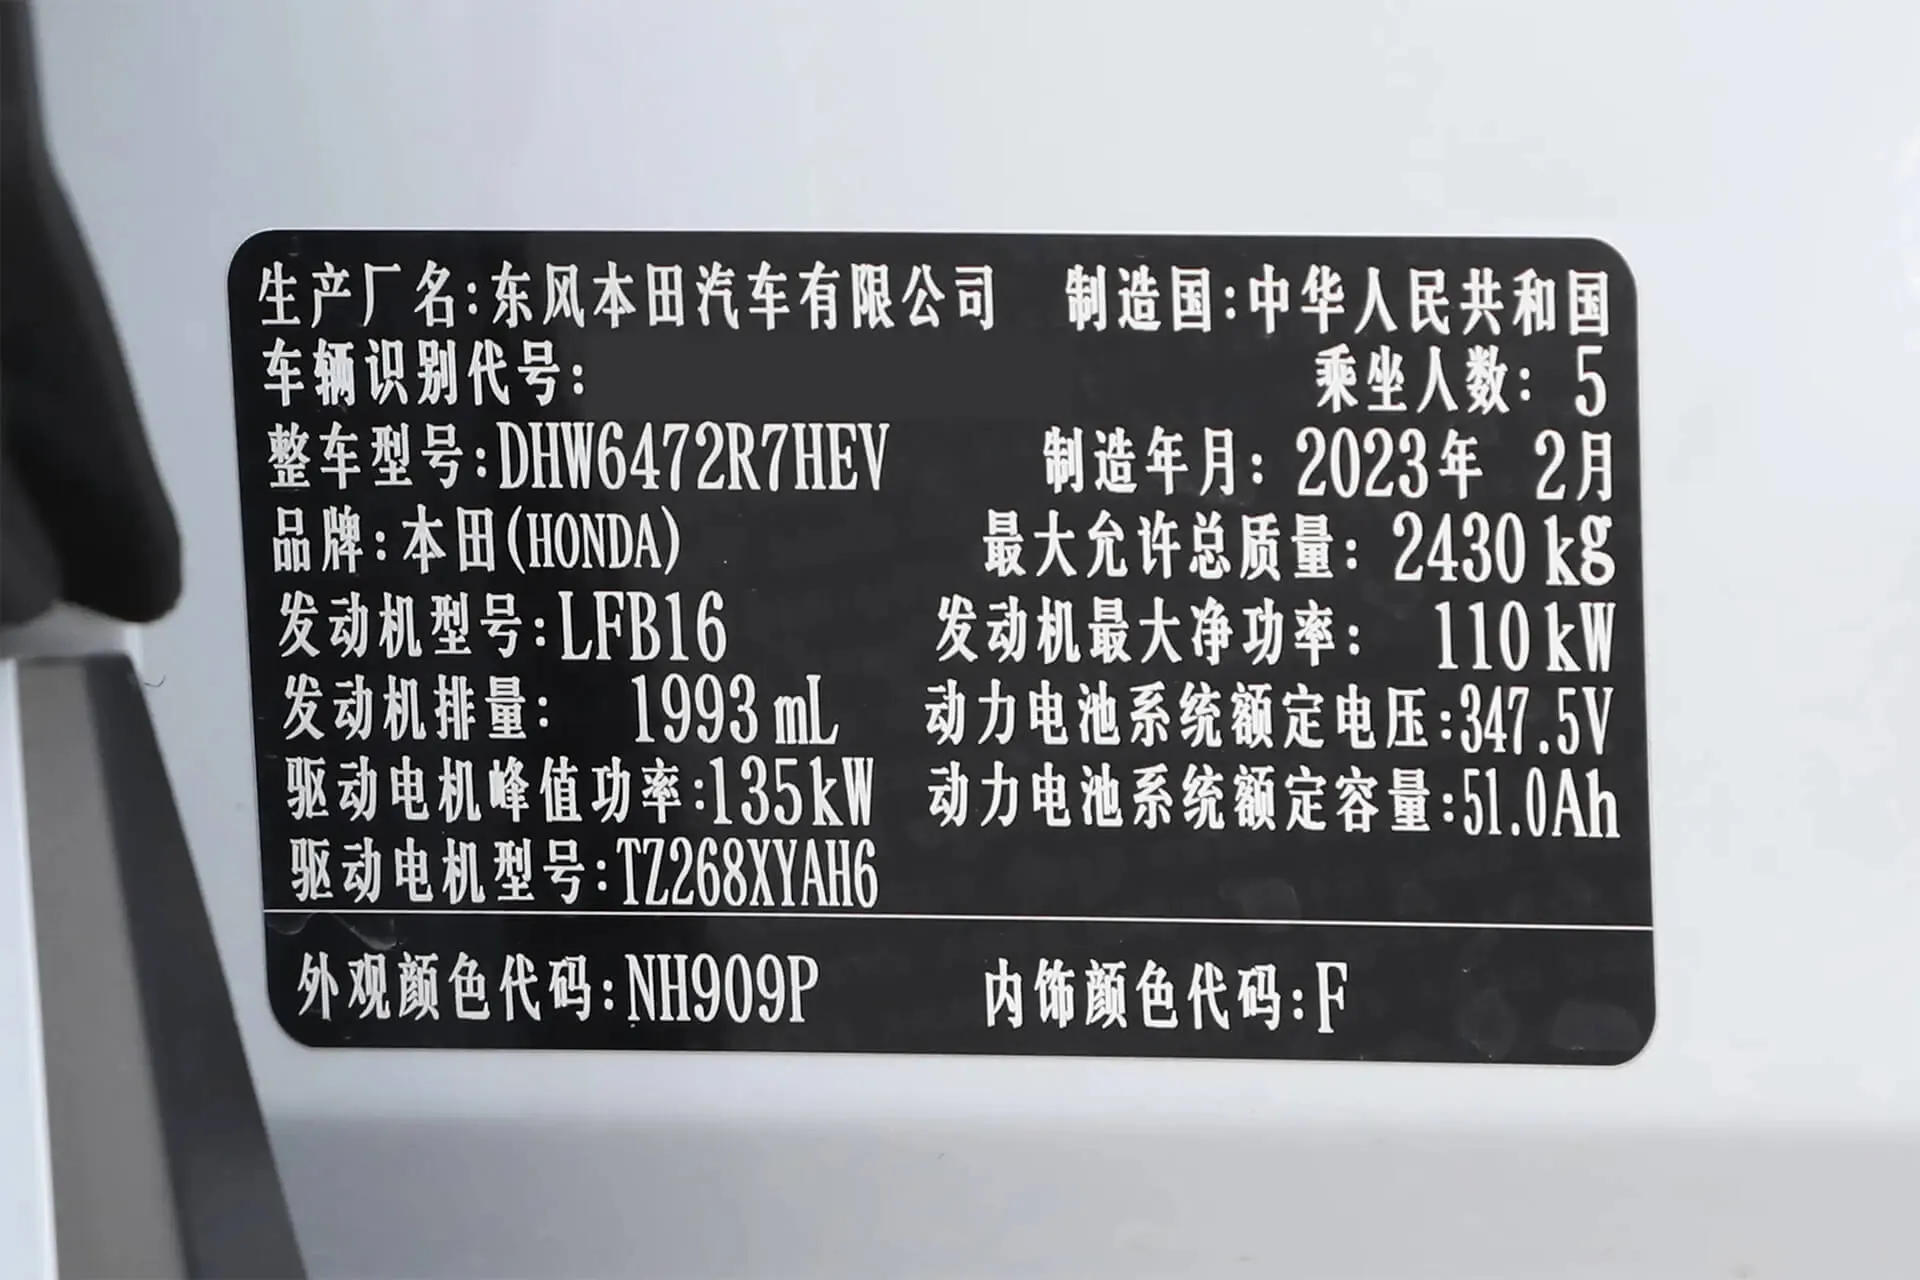 生产厂名:东风本田汽车有限公司 制造国:中华人民共和国
车辆识别代号: 乘坐人数: 5
整车型号:DHW6472R7HEV 制造年月: 2023年 2月
品牌:本田(HONDA) 最大允许总质量: 2430 kg
发动机型号:LFB16 发动机最大净功率: 110 kW
发动机排量: 1993 mL 动力电池系统额定电压:347.5V
驱动电机峰值功率:135kW 动力电池系统额定容量:51.0Ah
驱动电机型号:TZ268XYAH6
外观颜色代码:NH909P 内饰颜色代码:F